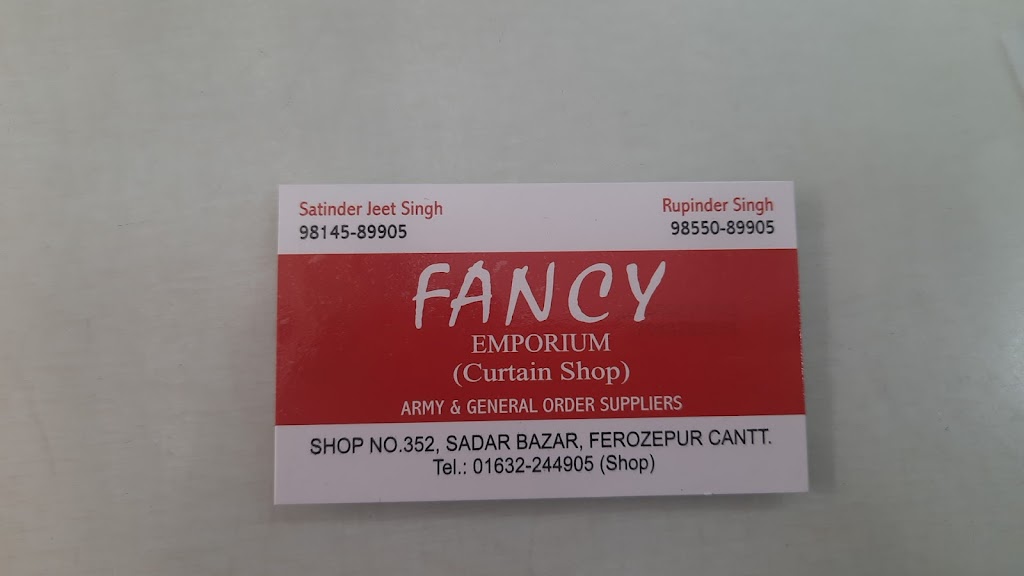 Satinder Jeet Singh
98145-89905
Rupinder Singh
98550-89905
FANCY
EMPORIUM
(Curtain Shop)
ARMY & GENERAL ORDER SUPPLIERS
SHOP NO.352, SADAR BAZAR, FEROZEPUR CANTT.
Tel.: 01632-244905 (Shop)